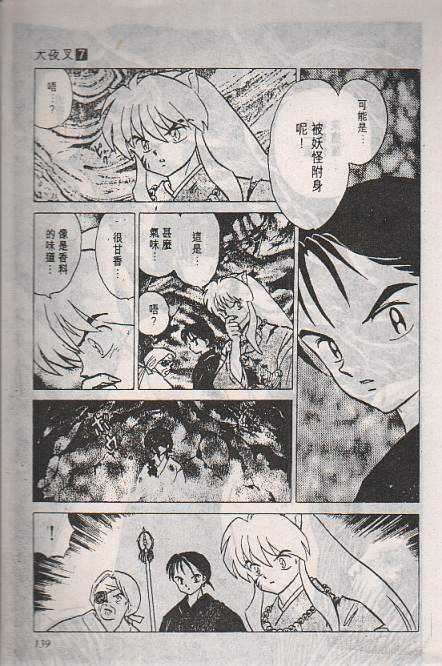 犬夜叉7
可能是…
被妖怪附身
呢！
唔…？
這是…
甚麼
氣味…
唔？
很甘香…
像是香料
的味道…
！
139